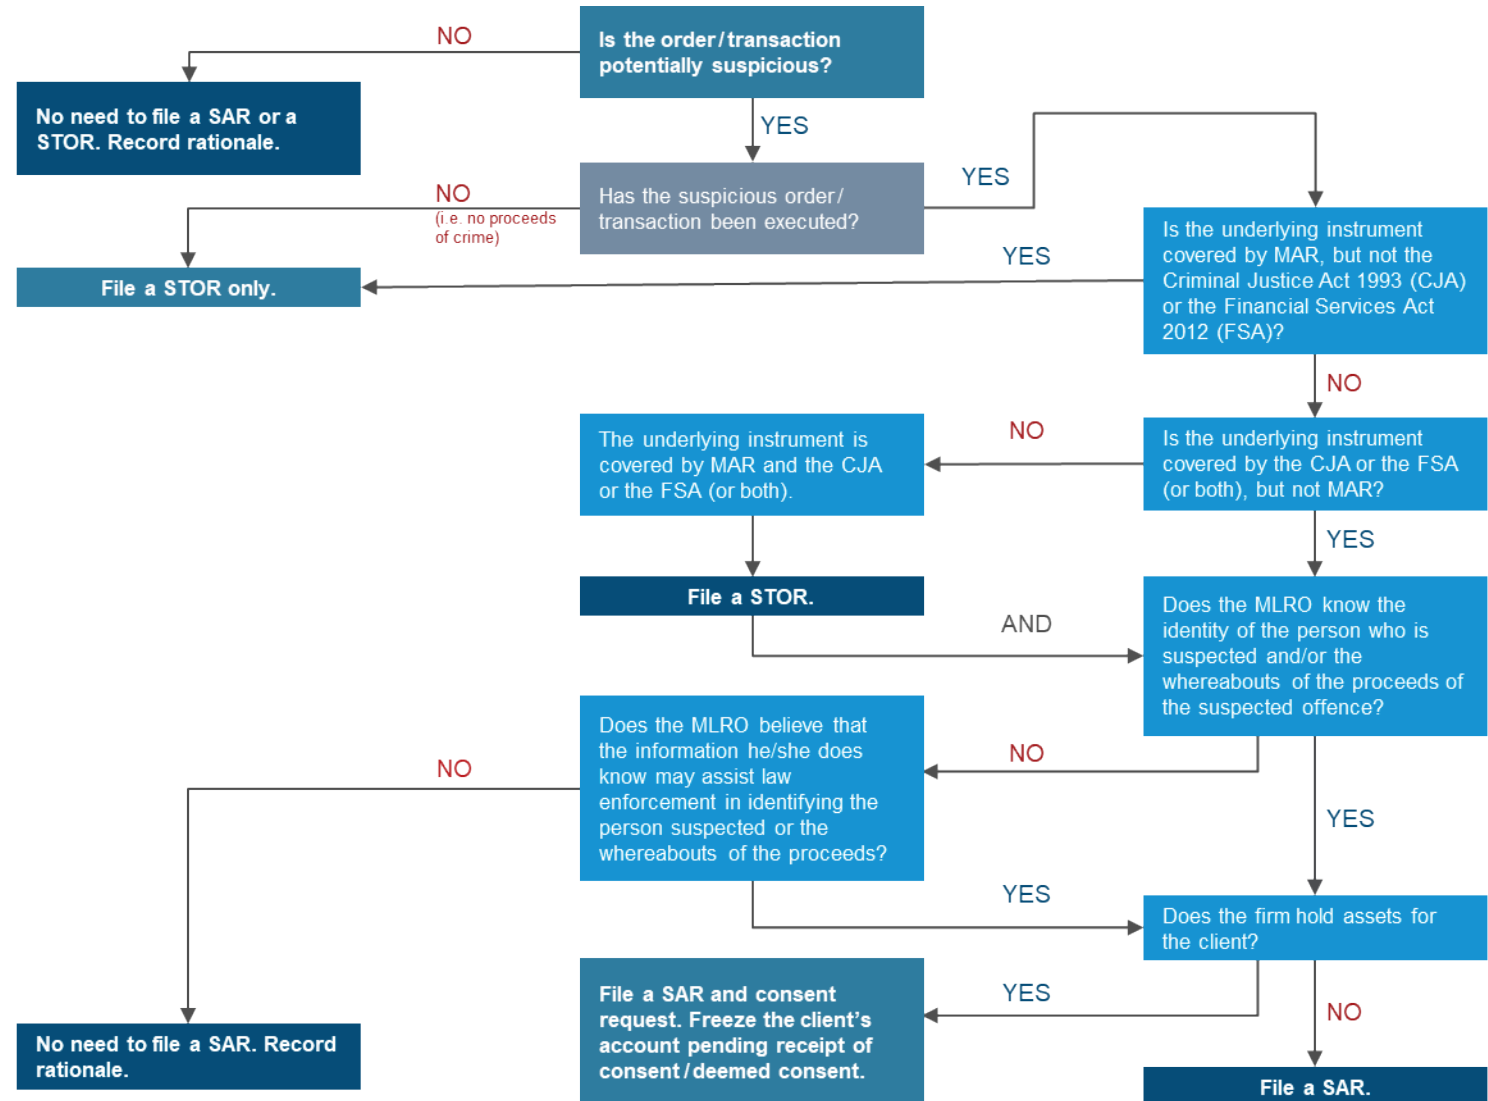 NO
Is the order/transaction
potentially suspicious?
No need to file a SAR or a
STOR. Record rationale.
YES
NO
(i.e. no proceeds
of crime)
Has the suspicious order/
transaction been executed?
YES
Is the underlying instrument
covered by MAR, but not the
Criminal Justice Act 1993 (CJA)
or the Financial Services Act
2012 (FSA)?
YES
File a STOR only.
NO
The underlying instrument is
covered by MAR and the CJA
or the FSA (or both).
NO
Is the underlying instrument
covered by the CJA or the FSA
(or both), but not MAR?
YES
File a STOR.
AND
Does the MLRO know the
identity of the person who is
suspected and/or the
whereabouts of the proceeds of
the suspected offence?
NO
Does the MLRO believe that
the information he/she does
know may assist law
enforcement in identifying the
person suspected or the
whereabouts of the proceeds?
NO
YES
YES
Does the firm hold assets for
the client?
File a SAR and consent
request. Freeze the client's
account pending receipt of
consent/deemed consent.
YES
NO
No need to file a SAR. Record
rationale.
File a SAR.